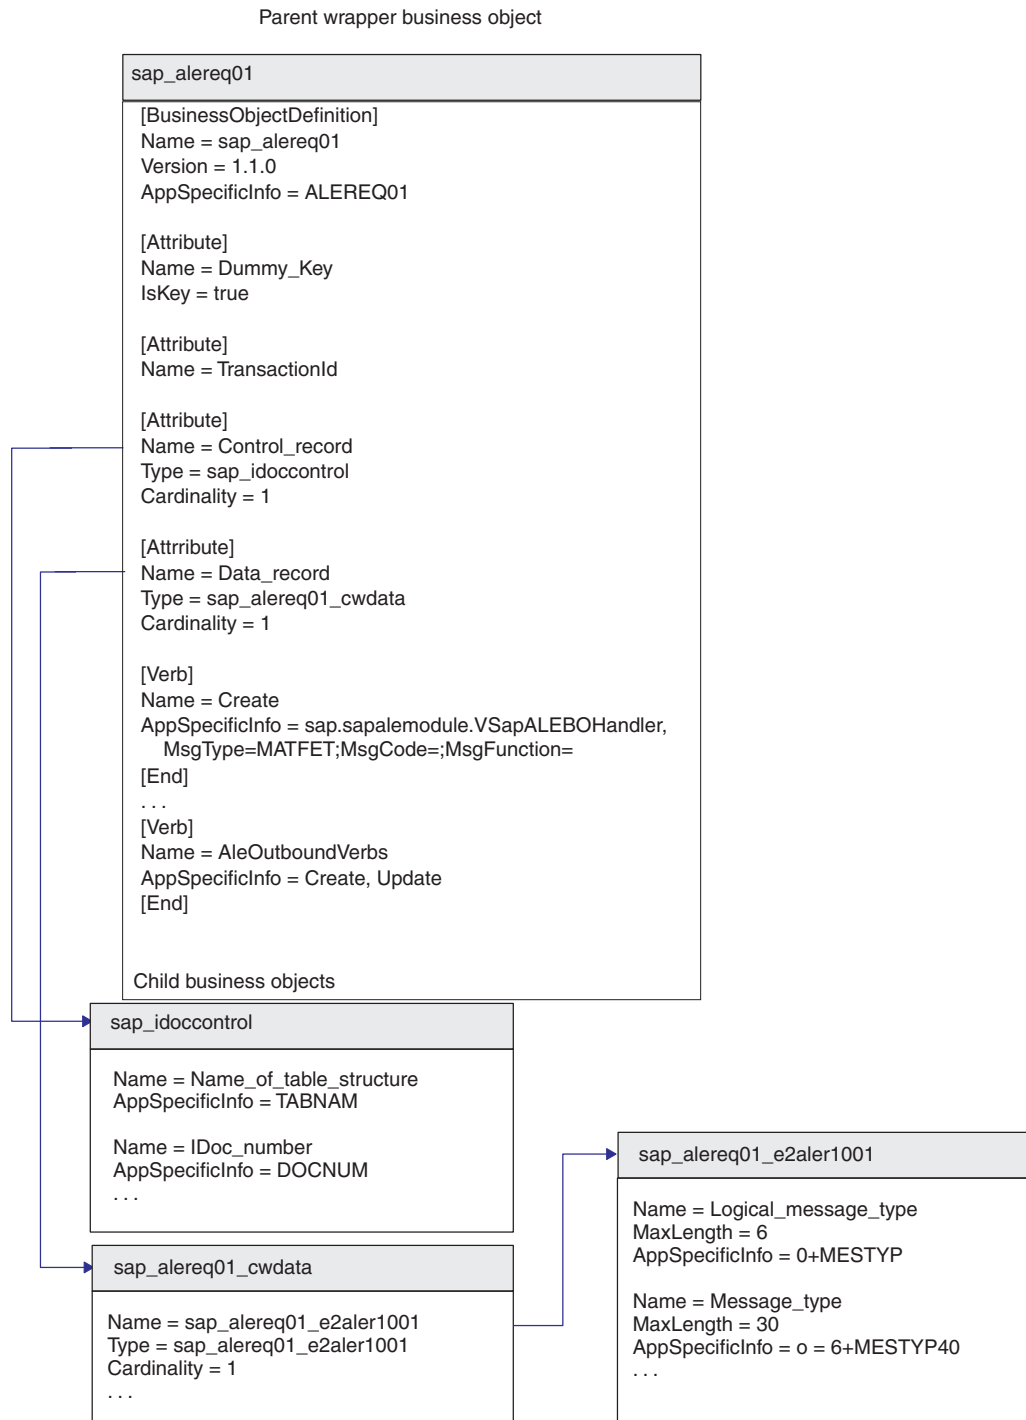 Parent wrapper business object
sap_alereq01
[BusinessObjectDefinition]
Name = sap_alereq01
Version = 1.1.0
AppSpecificInfo = ALEREQ01
[Attribute]
Name = Dummy_Key
IsKey = true
[Attribute]
Name = TransactionId
[Attribute]
Name = Control_record
Type = sap_idoccontrol
Cardinality = 1
[Attrribute]
Name = Data_record
Type = sap_alereq01_cwdata
Cardinality = 1
[Verb]
Name = Create
AppSpecificInfo = sap.sapalemodule.VSapALEBOHandler,
MsgType=MATFET;MsgCode=;MsgFunction=
[End]
. . .
[Verb]
Name = AleOutboundVerbs
AppSpecificInfo = Create, Update
[End]
Child business objects
sap_idoccontrol
Name = Name_of_table_structure
AppSpecificInfo = TABNAM
Name = IDoc_number
AppSpecificInfo = DOCNUM
. . .
sap_alereq01_cwdata
Name = sap_alereq01_e2aler1001
Type = sap_alereq01_e2aler1001
Cardinality = 1
. . .
sap_alereq01_e2aler1001
Name = Logical_message_type
MaxLength = 6
AppSpecificInfo = 0+MESTYP
Name = Message_type
MaxLength = 30
AppSpecificInfo = o = 6+MESTYP40
. . .